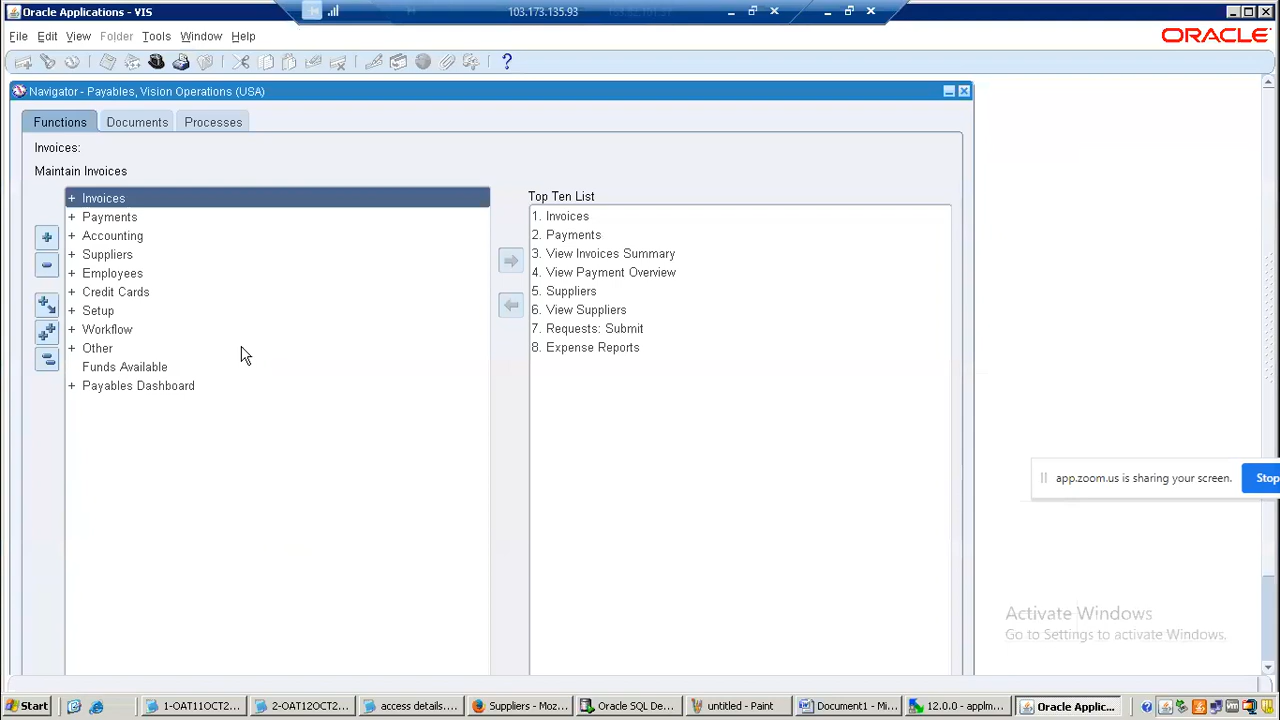 Oracle Applications - VIS
103.173.135.93
File Edit View Folder Tools Window Help
ORACLE
Navigator - Payables, Vision Operations (USA)
Functions Documents Processes
Invoices:
Maintain Invoices
+ Invoices
+ Payments
+ Accounting
+ Suppliers
+ Employees
+ Credit Cards
+ Setup
+ Workflow
+ Other
Funds Available
+ Payables Dashboard
Top Ten List
1. Invoices
2. Payments
3. View Invoices Summary
4. View Payment Overview
5. Suppliers
6. View Suppliers
7. Requests: Submit
8. Expense Reports
app.zoom.us is sharing your screen. Stop
Activate Windows
Go to Settings to activate Windows.
Start 1-OAT11OCT2... 2-OAT12OCT2... access details.... Suppliers - Mo... Oracle SQL De... untitled - Paint Document1 - Mi... 12.0.0 - applm... Oracle Applic...